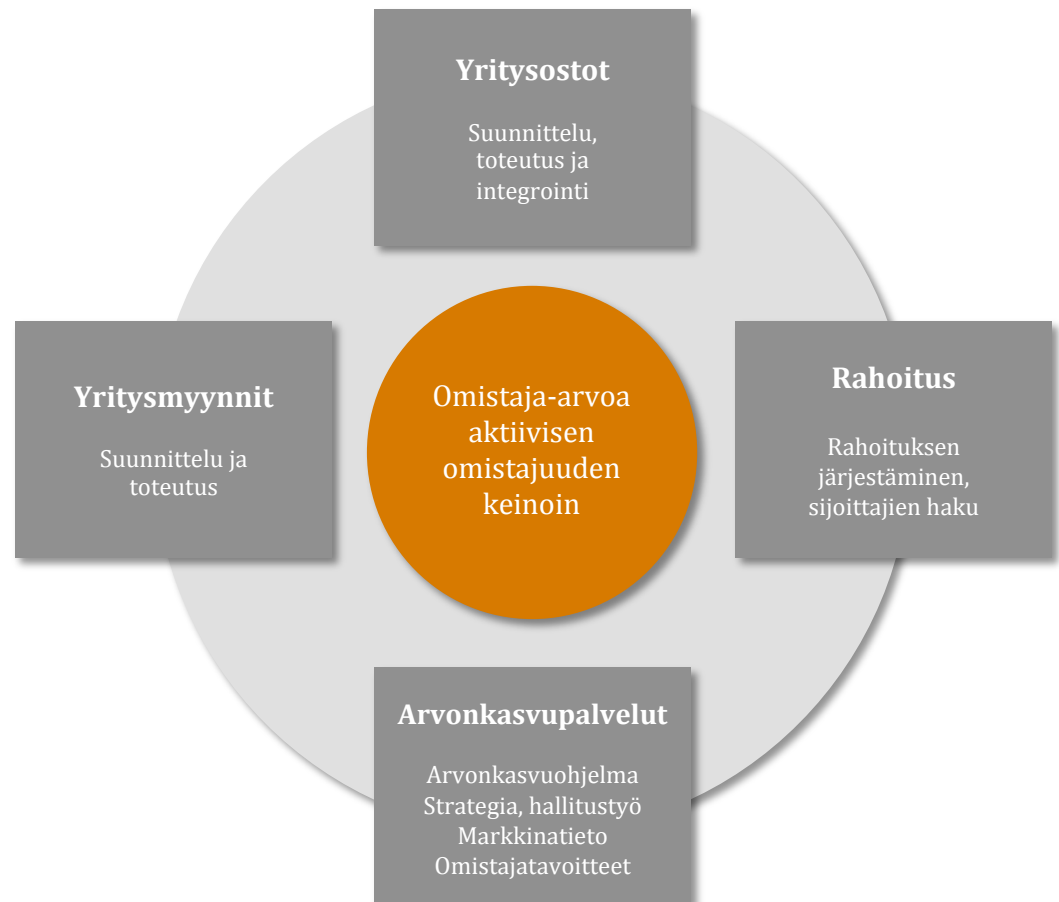 Yritysostot
Suunnittelu,
toteutus ja
integrointi
Yritysmyynnit
Suunnittelu ja
toteutus
Omistaja-arvoa
aktiivisen
omistajuuden
keinoin
Rahoitus
Rahoituksen
järjestäminen,
sijoittajien haku
Arvonkasvupalvelut
Arvonkasvuohjelma
Strategia, hallitustyö
Markkinatieto
Omistajatavoitteet